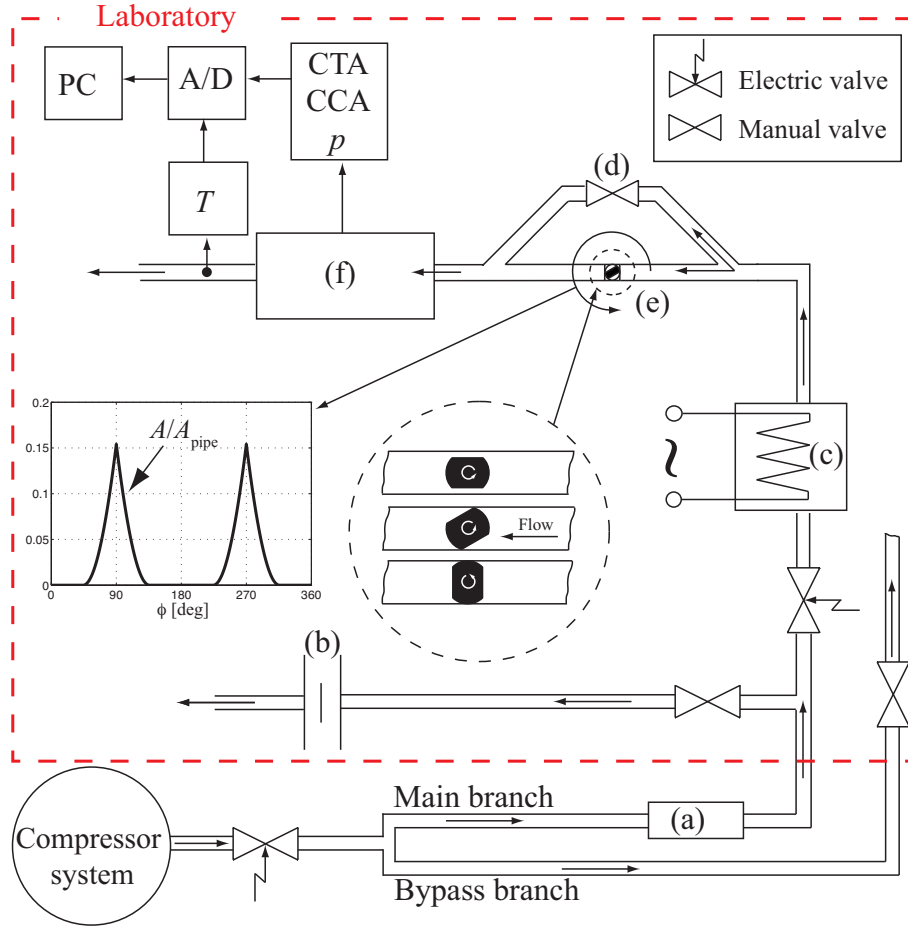 Laboratory
PC
A/D
CTA
CCA
p
T
Electric valve
Manual valve
(d)
(f)
(e)
(c)
0.2
0.15
0.1
0.05
0
A/A pipe
0 90 180 270 360
ϕ [deg]
Flow
~
(b)
Main branch
(a)
Compressor
system
Bypass branch